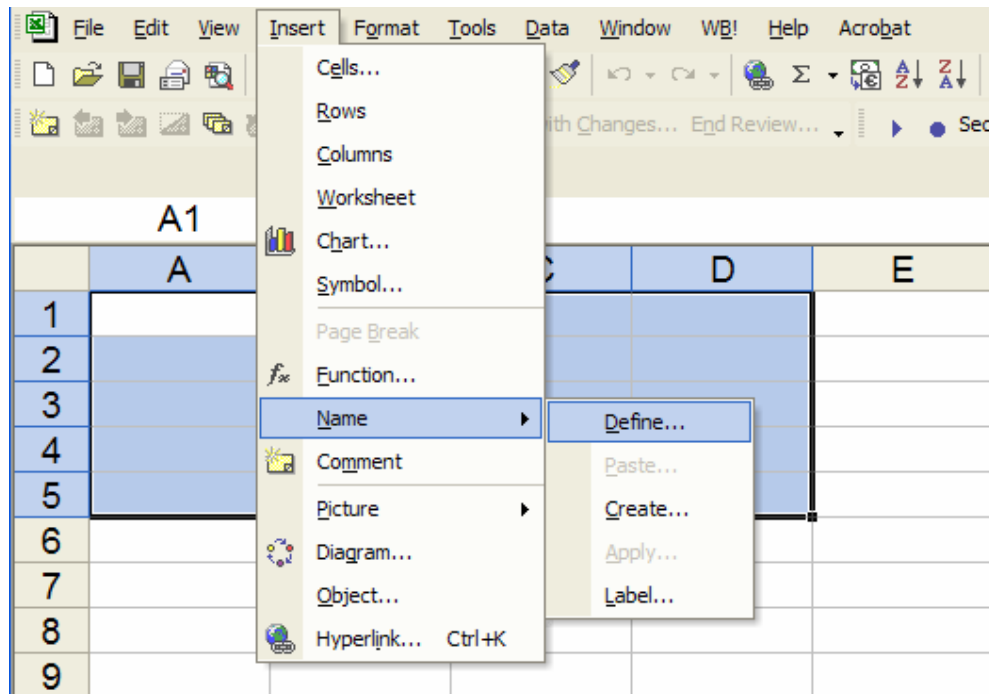 File Edit View Insert Format Tools Data Window WB! Help Acrobat
Cells...
Rows
Changes... End Review... Sec
Columns
Worksheet
A1
Chart...
A D E
Symbol...
1
Page Break
2
Function...
3
Name Define...
4
Comment Paste...
5
Picture Create...
6
Diagram... Apply...
7
Object... Label...
8
Hyperlink... Ctrl+K
9